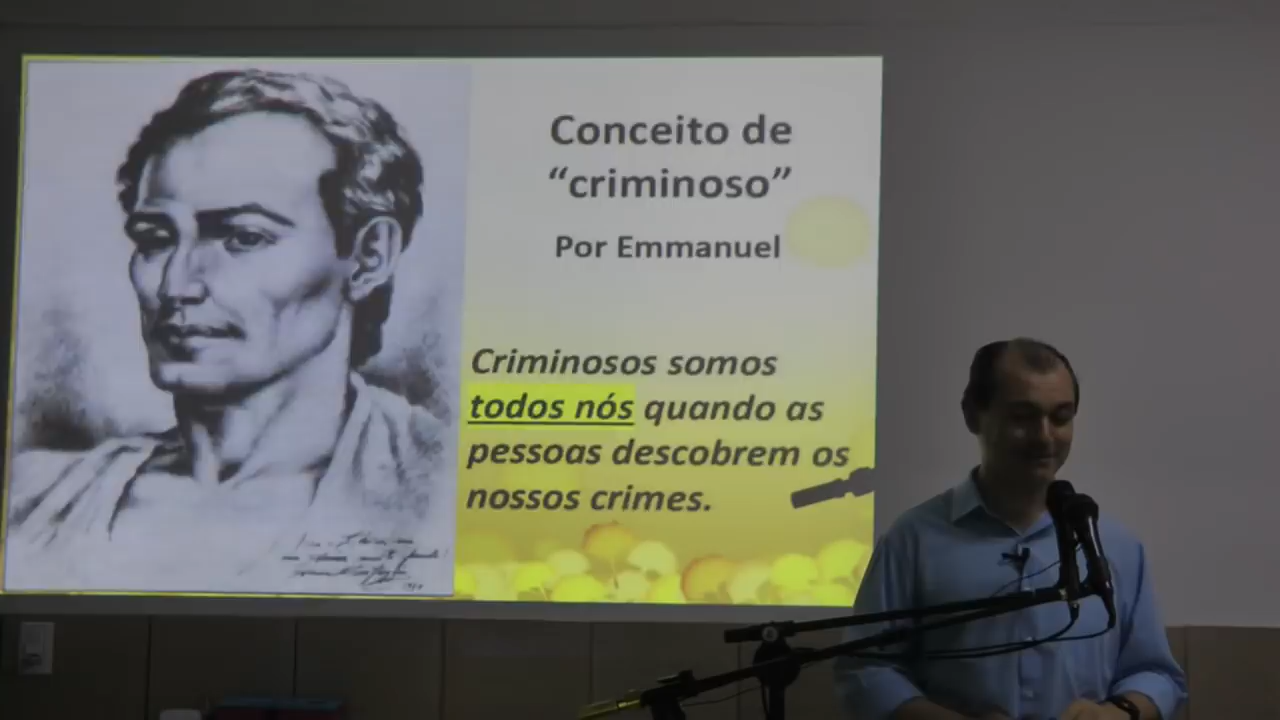 Conceito de
“criminoso”
Por Emmanuel
Criminosos somos
todos nós quando as
pessoas descobrem os
nossos crimes.